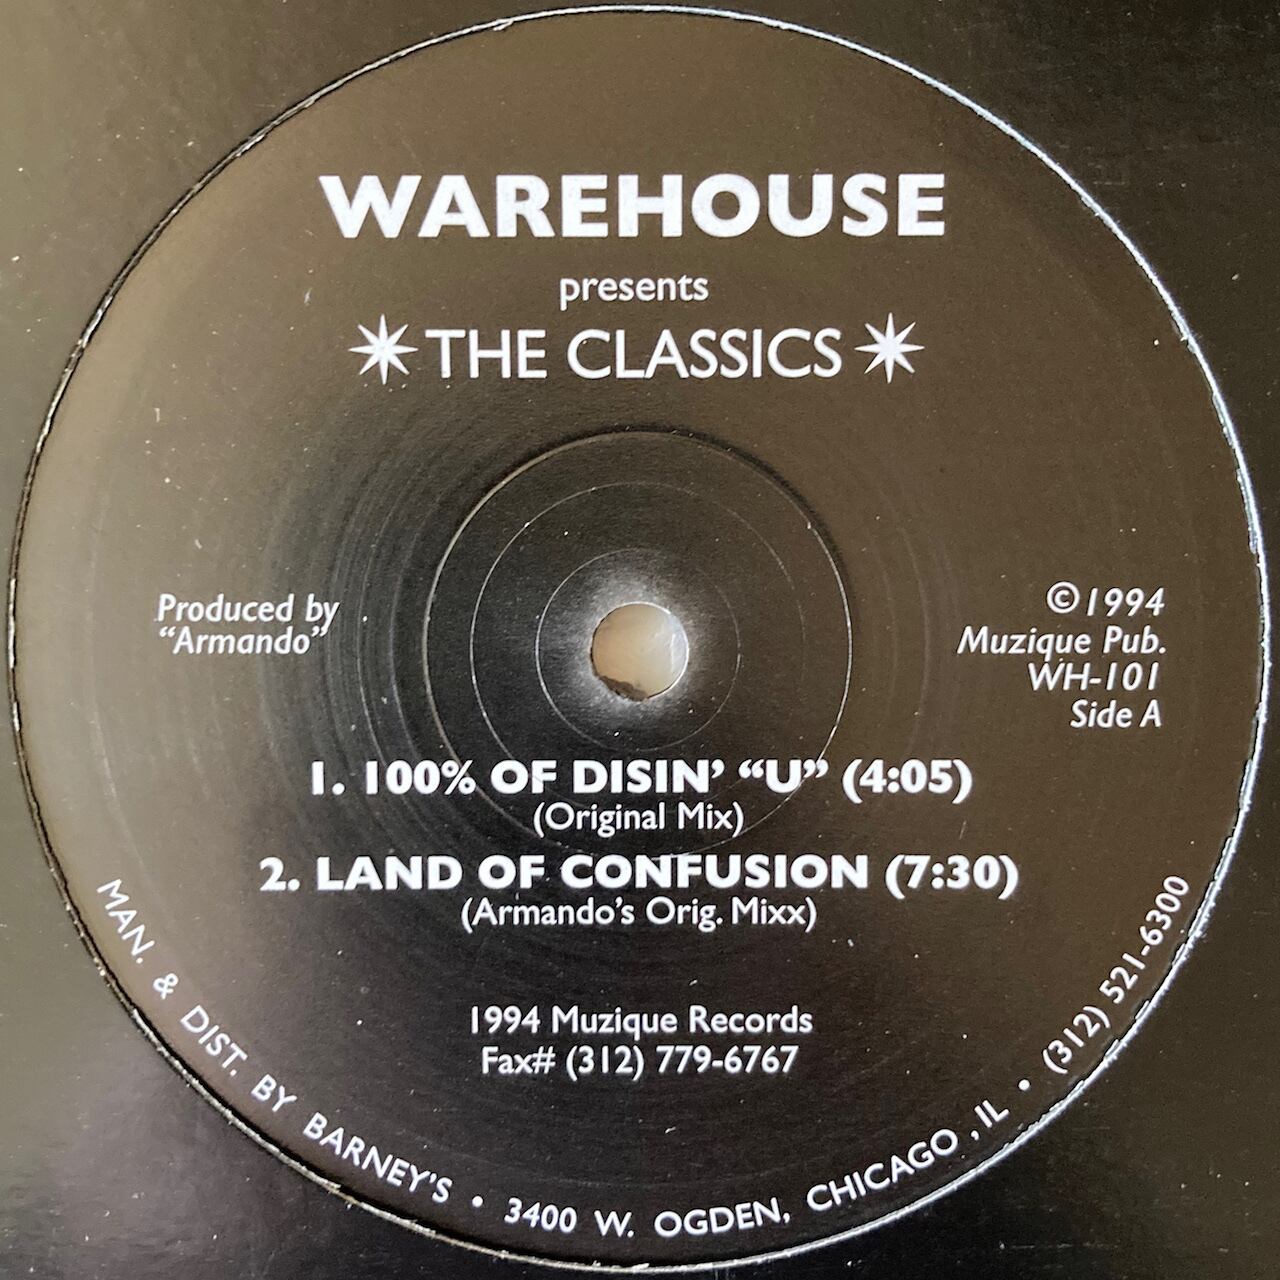 WAREHOUSE
presents
THE CLASSICS
Produced by
“Armando”
©1994
Muzique Pub.
WH-101
Side A
1. 100% OF DISIN’ “U” (4:05)
(Original Mix)
2. LAND OF CONFUSION (7:30)
(Armando’s Orig. Mixx)
1994 Muzique Records
Fax# (312) 779-6767
MAN. & DIST. BY BARNEY’S • 3400 W. OGDEN, CHICAGO , IL • (312) 521-6300